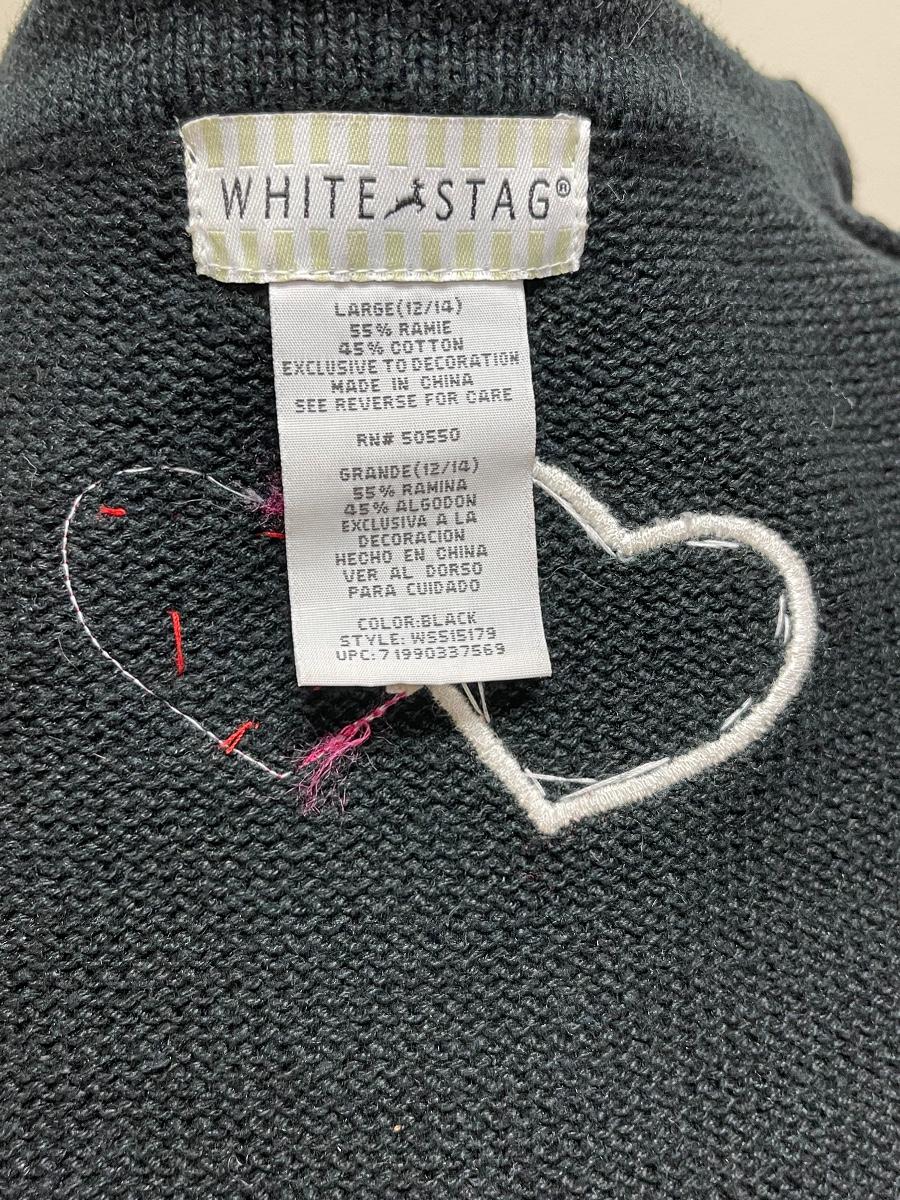 WHITE STAG®
LARGE(12/14)
55% RAMIE
45% COTTON
EXCLUSIVE TO DECORATION
MADE IN CHINA
SEE REVERSE FOR CARE
RN# 50550
GRANDE(12/14)
55% RAMINA
45% ALGODON
EXCLUSIVA A LA
DECORACION
HECHO EN CHINA
VER AL DORSO
PARA CUIDADO
COLOR:BLACK
STYLE: WS515179
UPC:71990337569